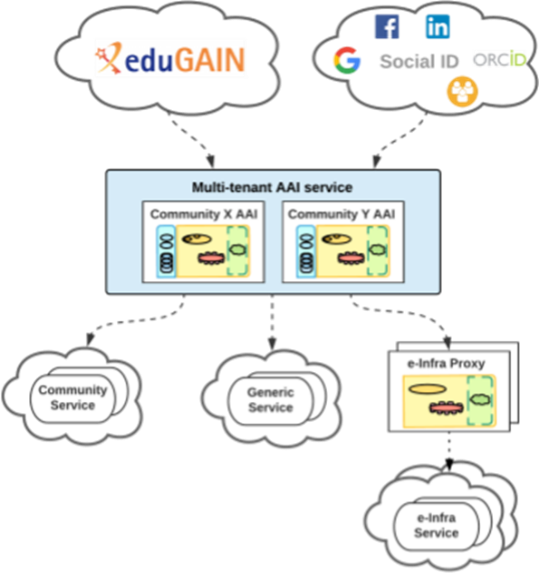 eduGAIN
Social ID
ORCiD
Multi-tenant AAI service
Community X AAI
Community Y AAI
Community
Service
Generic
Service
e-Infra Proxy
e-Infra
Service